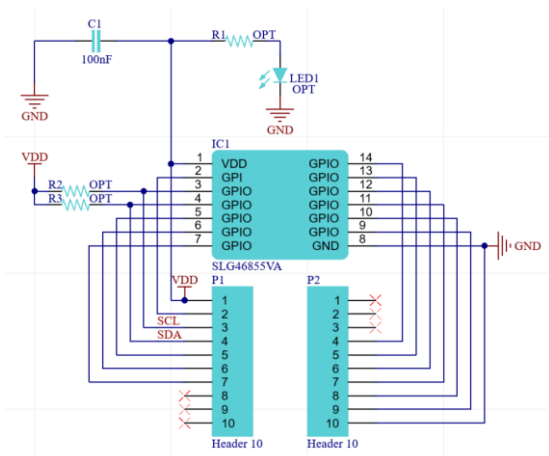 C1
100nF
R1
OPT
LED1
OPT
GND
GND
VDD
R2
OPT
R3
OPT
IC1
1 VDD GPIO 14
2 GPI GPIO 13
3 GPIO GPIO 12
4 GPIO GPIO 11
5 GPIO GPIO 10
6 GPIO GPIO 9
7 GPIO GND 8
GND
SLG46855VA
VDD
P1
P2
1 1
2 2
SCL 3 3
SDA 4 4
5 5
6 6
7 7
8 8
9 9
10 10
Header 10
Header 10